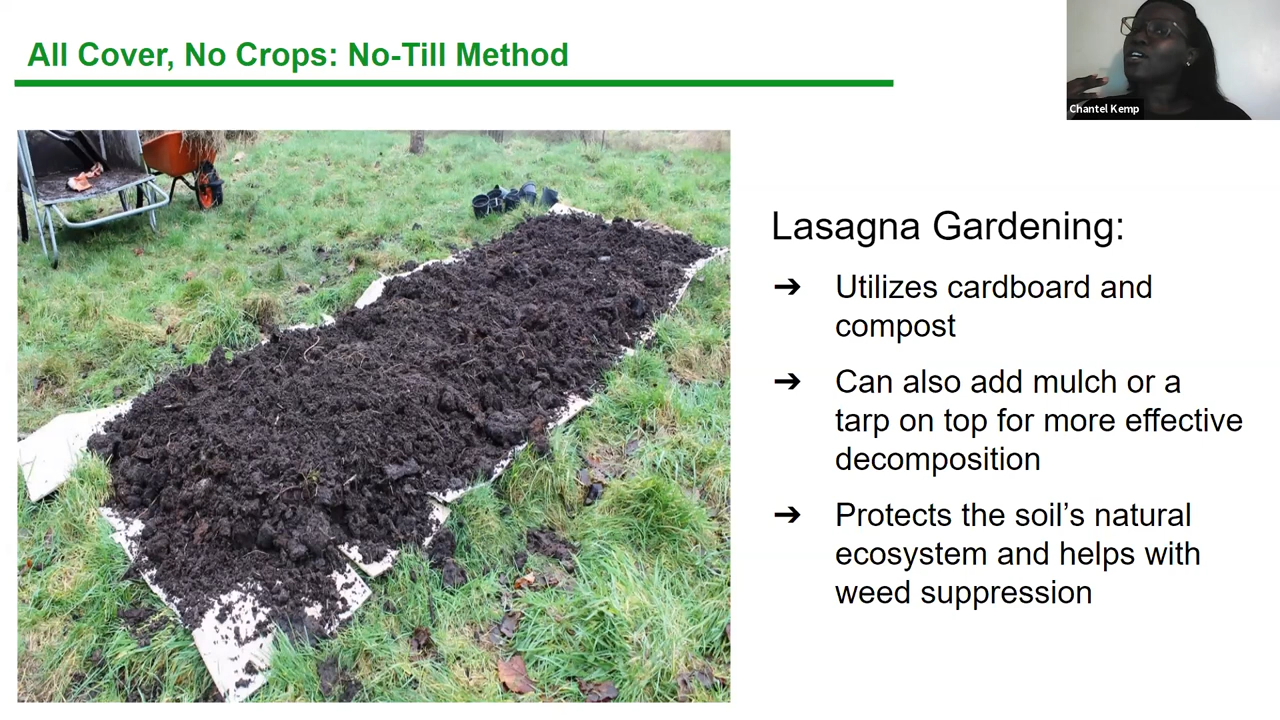 All Cover, No Crops: No-Till Method
Chantel Kemp
Lasagna Gardening:
➔ Utilizes cardboard and
compost
➔ Can also add mulch or a
tarp on top for more effective
decomposition
➔ Protects the soil’s natural
ecosystem and helps with
weed suppression